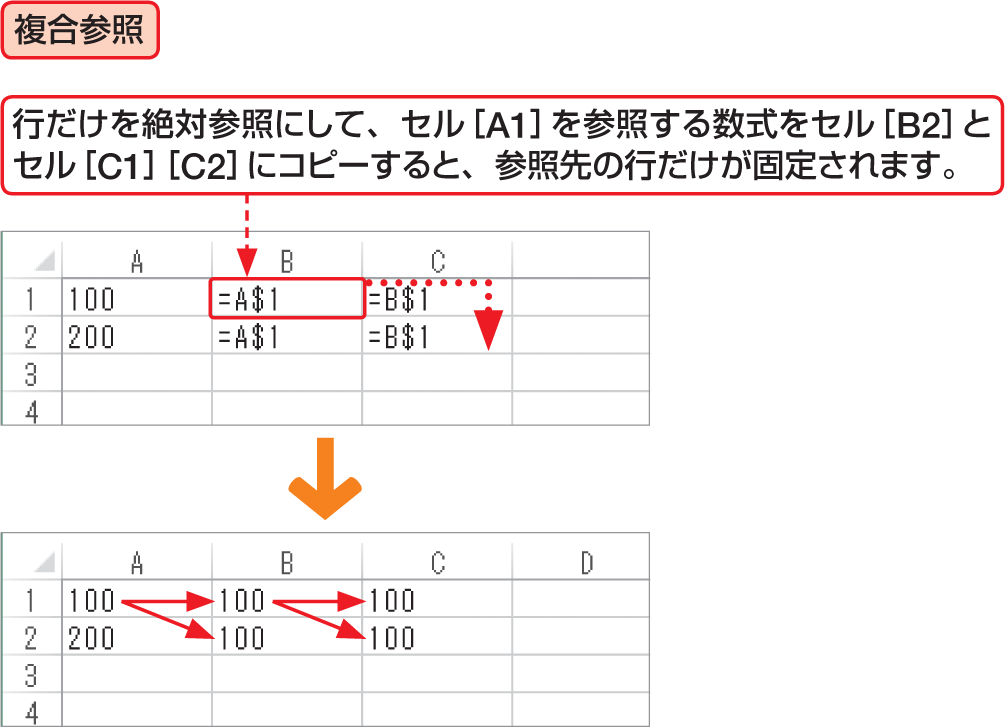 複合参照
行だけを絶対参照にして、セル［A1］を参照する数式をセル［B2］と
セル［C1］［C2］にコピーすると、参照先の行だけが固定されます。
A B C
1 100 =A$1 =B$1
2 200 =A$1 =B$1
3
4
A B C D
1 100 100 100
2 200 100 100
3
4